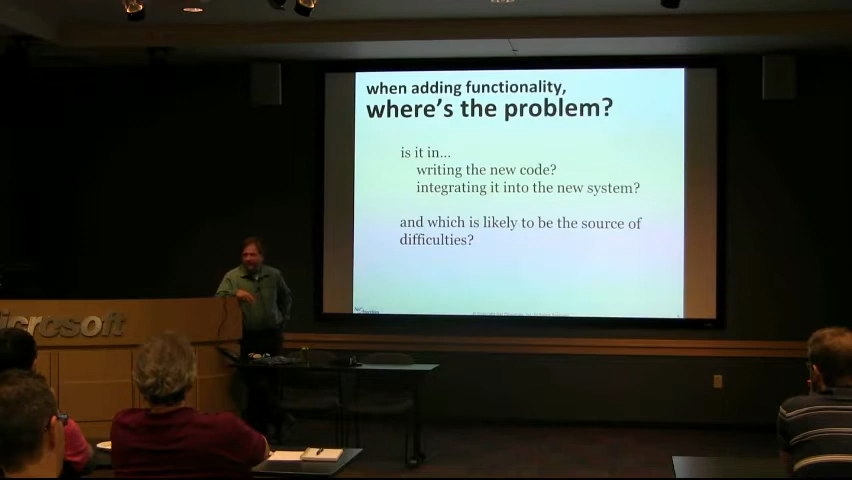 when adding functionality,
where's the problem?
is it in...
writing the new code?
integrating it into the new system?
and which is likely to be the source of
difficulties?
icrosoft